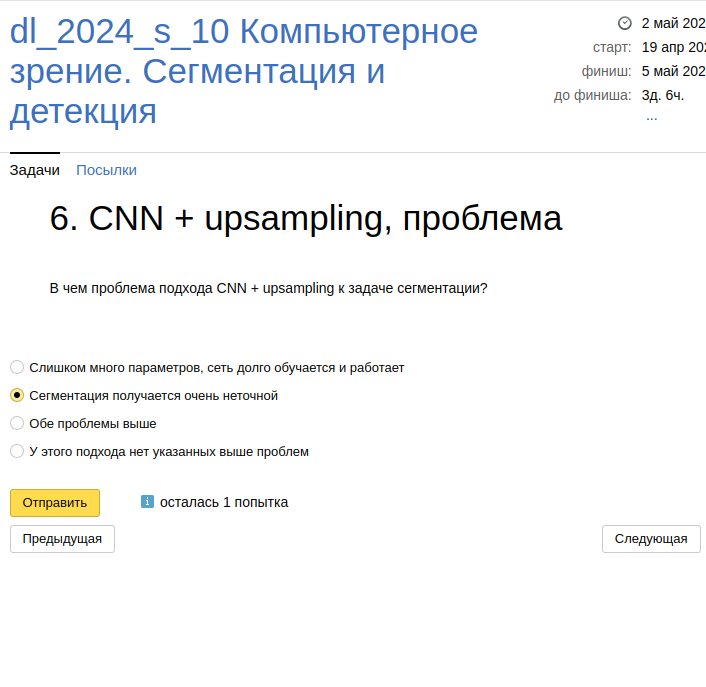 dl_2024_s_10 Компьютерное
зрение. Сегментация и
детекция
2 май 202
старт: 19 апр 202
финиш: 5 май 202
до финиша: 3д. 6ч.
...
Задачи Посылки
6. CNN + upsampling, проблема
В чем проблема подхода CNN + upsampling к задаче сегментации?
Слишком много параметров, сеть долго обучается и работает
Сегментация получается очень неточной
Обе проблемы выше
У этого подхода нет указанных выше проблем
Отправить
осталась 1 попытка
Предыдущая
Следующая